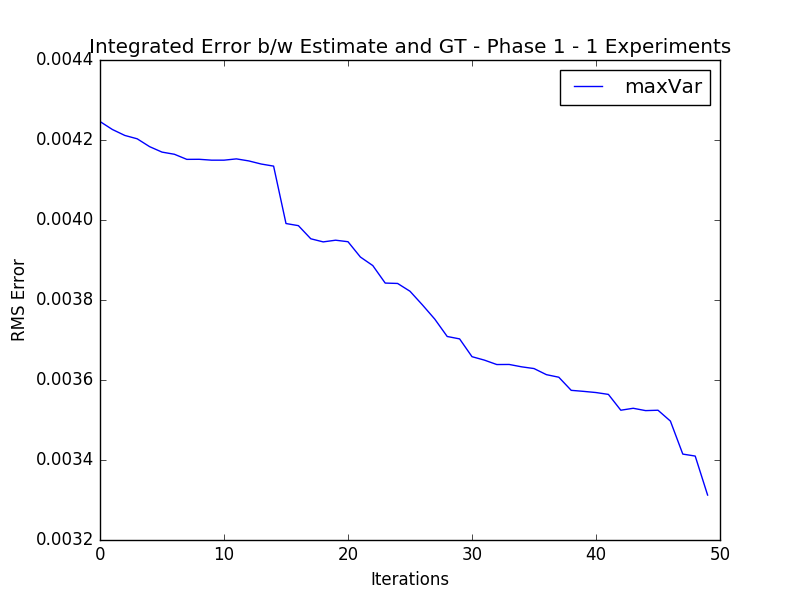 Integrated Error b/w Estimate and GT - Phase 1 - 1 Experiments
maxVar
0.0044
0.0042
0.0040
0.0038
0.0036
0.0034
0.0032
RMS Error
0 10 20 30 40 50
Iterations